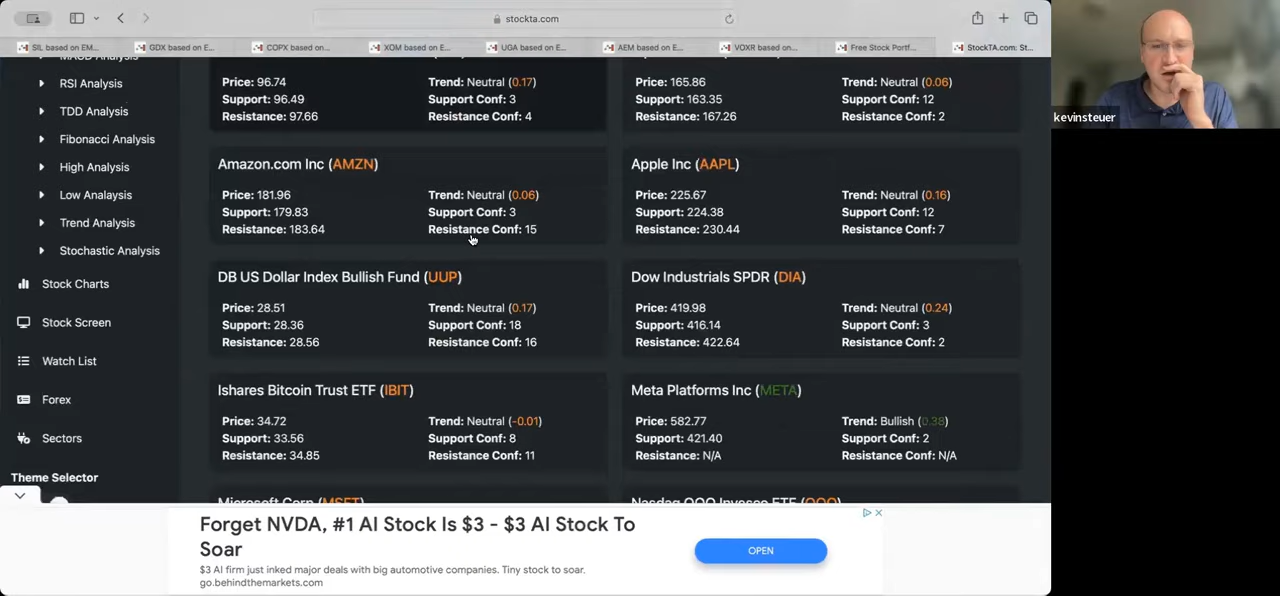 stockta.com
SIL based on EM...
GDX based on E...
COPX based on...
XOM based on E...
UGA based on E...
AEM based on E...
VOXR based on...
Free Stock Portf...
StockTA.com: St...
MACD Analysis
RSI Analysis
TDD Analysis
Fibonacci Analysis
High Analysis
Low Analaysis
Trend Analysis
Stochastic Analysis
Stock Charts
Stock Screen
Watch List
Forex
Sectors
Theme Selector
Price: 96.74
Trend: Neutral (0.17)
Support: 96.49
Support Conf: 3
Resistance: 97.66
Resistance Conf: 4
Price: 165.86
Trend: Neutral (0.06)
Support: 163.35
Support Conf: 12
Resistance: 167.26
Resistance Conf: 2
Amazon.com Inc (AMZN)
Price: 181.96
Trend: Neutral (0.06)
Support: 179.83
Support Conf: 3
Resistance: 183.64
Resistance Conf: 15
Apple Inc (AAPL)
Price: 225.67
Trend: Neutral (0.16)
Support: 224.38
Support Conf: 12
Resistance: 230.44
Resistance Conf: 7
DB US Dollar Index Bullish Fund (UUP)
Price: 28.51
Trend: Neutral (0.17)
Support: 28.36
Support Conf: 18
Resistance: 28.56
Resistance Conf: 16
Dow Industrials SPDR (DIA)
Price: 419.98
Trend: Neutral (0.24)
Support: 416.14
Support Conf: 3
Resistance: 422.64
Resistance Conf: 2
Ishares Bitcoin Trust ETF (IBIT)
Price: 34.72
Trend: Neutral (-0.01)
Support: 33.56
Support Conf: 8
Resistance: 34.85
Resistance Conf: 11
Meta Platforms Inc (META)
Price: 582.77
Trend: Bullish (0.38)
Support: 421.40
Support Conf: 2
Resistance: N/A
Resistance Conf: N/A
Microsoft Corp (MSFT)
Nasdaq QQQ Invesco ETF (QQQ)
Forget NVDA, #1 AI Stock Is $3 - $3 AI Stock To
Soar
$3 AI firm just inked major deals with big automotive companies. Tiny stock to soar.
go.behindthemarkets.com
OPEN
kevinsteuer